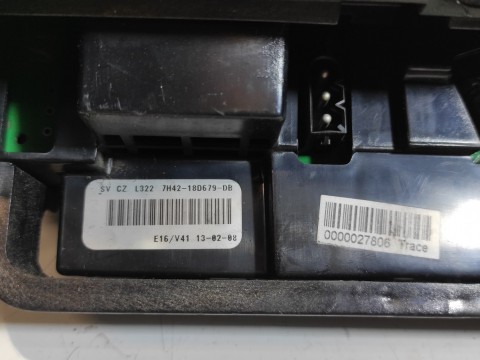 SV CZ L322 7H42-18D679-DB
E16/V41 13-02-08
0000027806 Trace